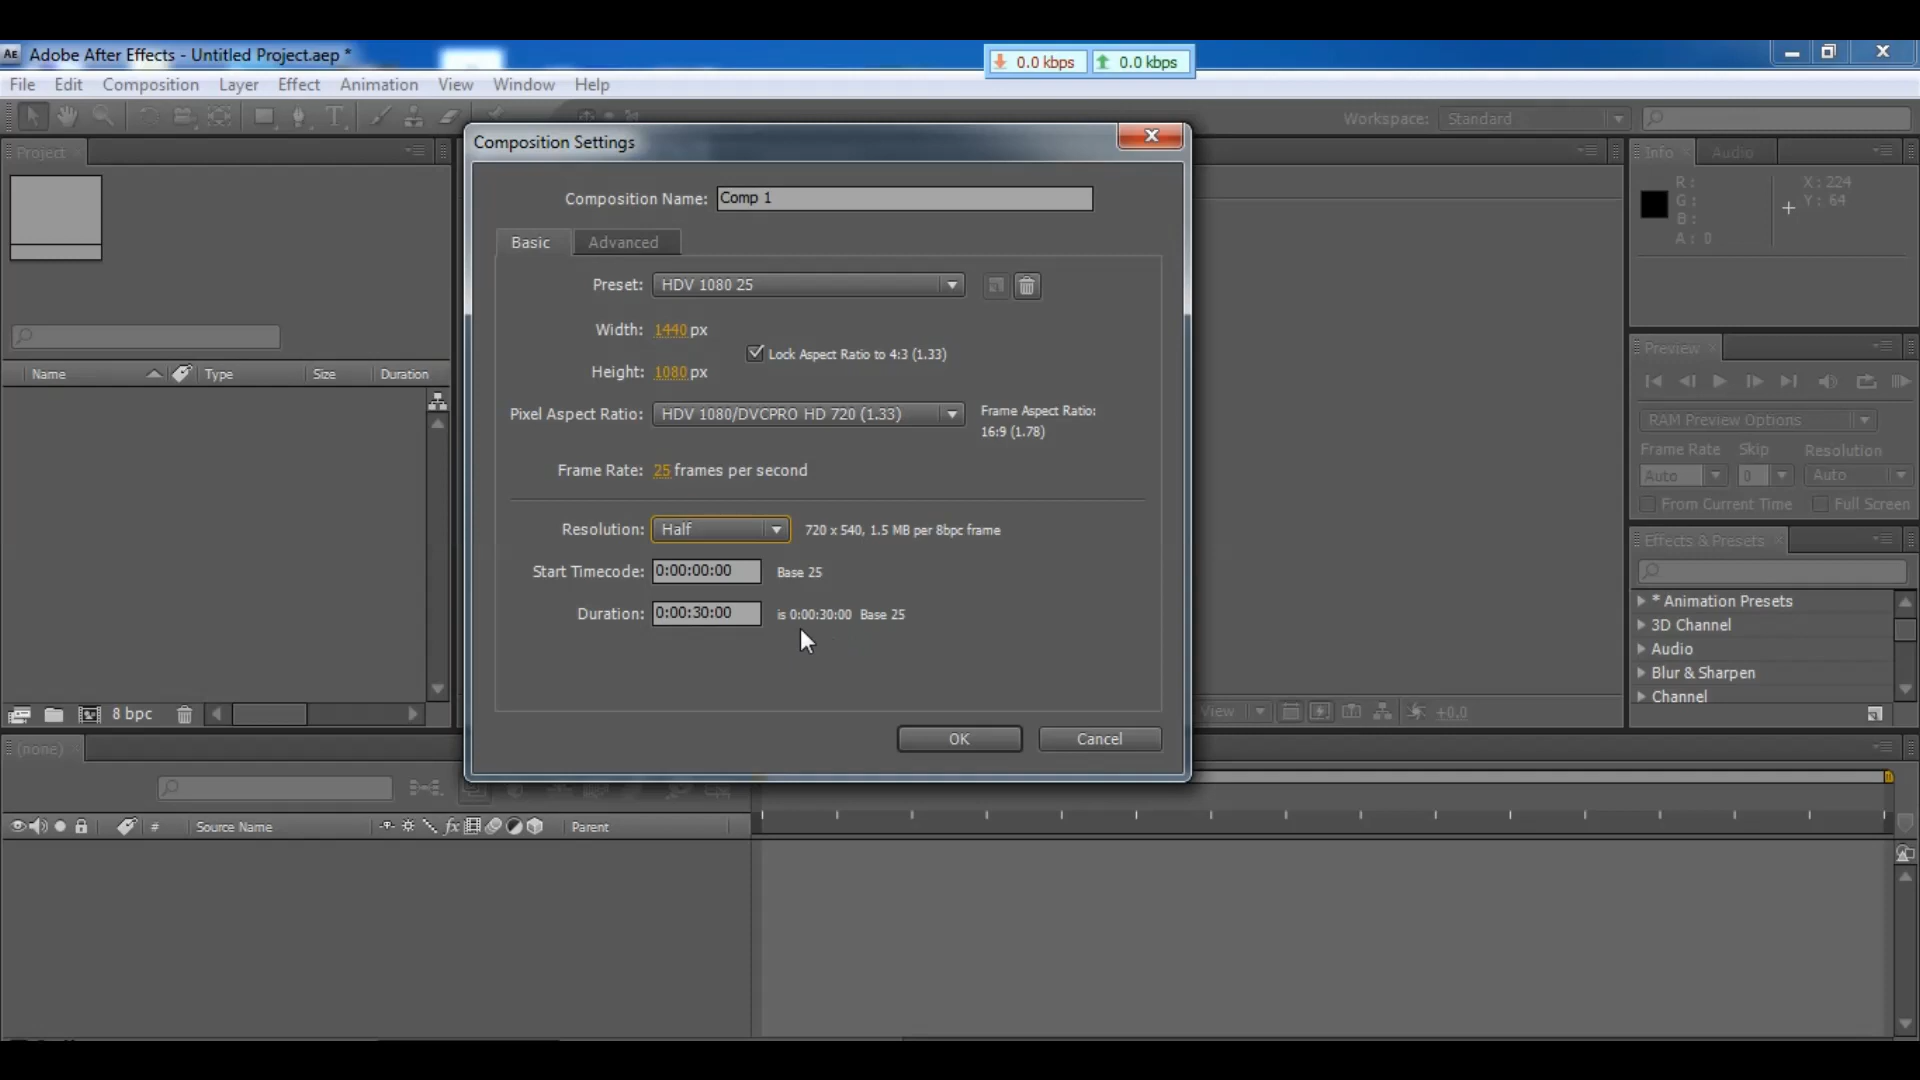 AE Adobe After Effects - Untitled Project.aep *
0.0 kbps 0.0 kbps
File Edit Composition Layer Effect Animation View Window Help
Workspace: Standard
Project
Composition Settings
Composition Name: Comp 1
Basic Advanced
Preset: HDV 1080 25
Width: 1440 px
Lock Aspect Ratio to 4:3 (1.33)
Height: 1080 px
Pixel Aspect Ratio: HDV 1080/DVCPRO HD 720 (1.33)
Frame Aspect Ratio:
16:9 (1.78)
Frame Rate: 25 frames per second
Resolution: Half 720 x 540, 1.5 MB per 8bpc frame
Start Timecode: 0:00:00:00 Base 25
Duration: 0:00:30:00 is 0:00:30:00 Base 25
OK Cancel
Name Type Size Duration
8 bpc
Info Audio
R :
G :
B :
A : 0
X : 224
Y : 64
Preview
RAM Preview Options
Frame Rate Skip Resolution
Auto 0 Auto
From Current Time Full Screen
Effects & Presets
* Animation Presets
3D Channel
Audio
Blur & Sharpen
Channel
View +0.0
(none)
# Source Name fx Parent